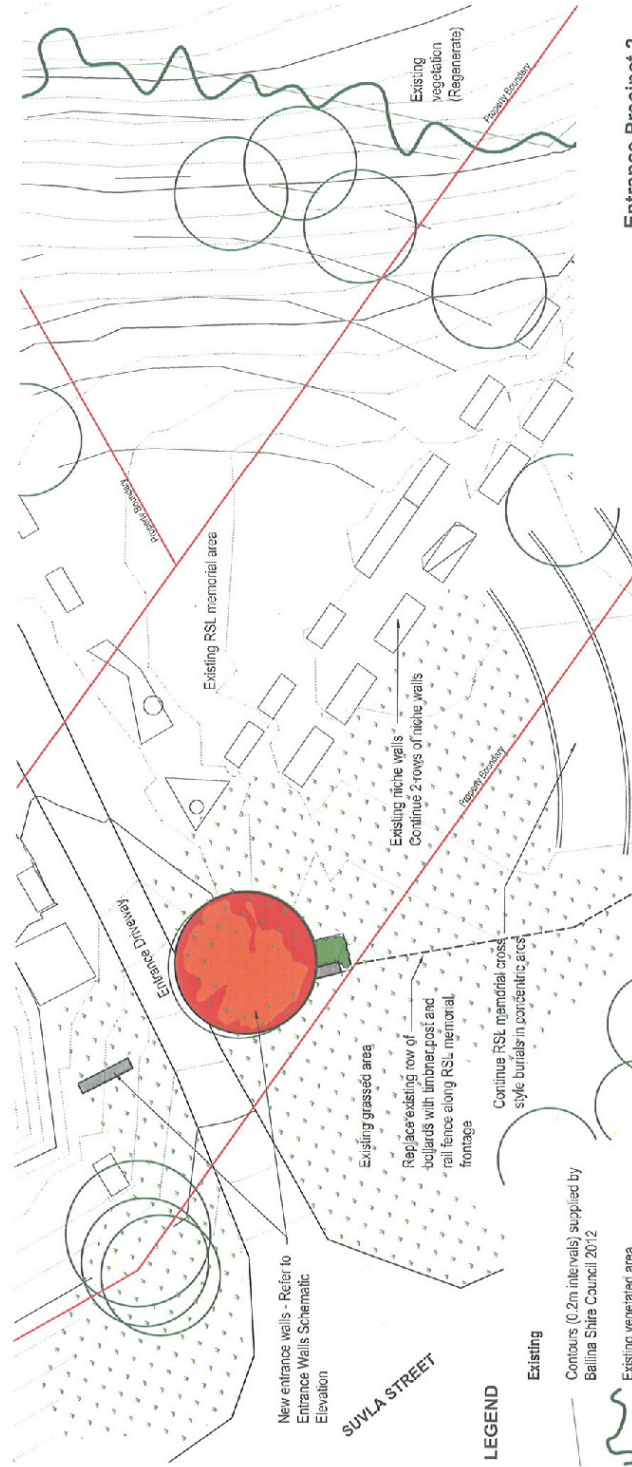 Existing
vegetation
(Regenerate)
Property Boundary
Property Boundary
Existing RSL memorial area
Entrance Driveway
Existing niche walls
Continue 2 rows of niche walls
Property Boundary
New entrance walls - Refer to
Entrance Walls Schematic
Elevation
Existing grassed area
Replace existing row of
bollards with timbner post and
rail fence along RSL memorial
frontage
Continue RSL memorial cross
style burials in concentric arcs
SUVLA STREET
LEGEND
Existing
Contours (0.2m intervals) supplied by
Ballina Shire Council 2012
Existing vegetated area
Entrance Precinct 2